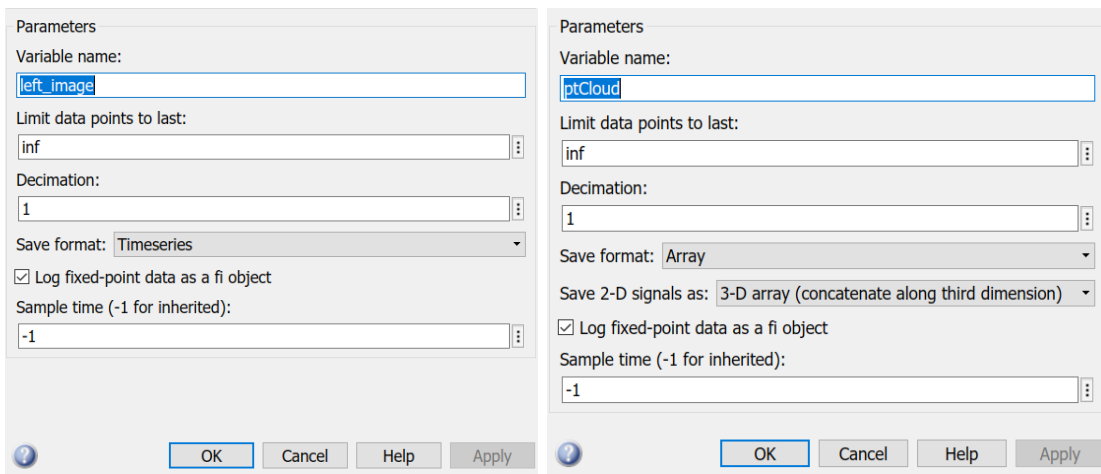 Parameters
Variable name:
left_image
Limit data points to last:
inf
Decimation:
1
Save format: Timeseries
Log fixed-point data as a fi object
Sample time (-1 for inherited):
-1
OK Cancel Help Apply
Parameters
Variable name:
ptCloud
Limit data points to last:
inf
Decimation:
1
Save format: Array
Save 2-D signals as: 3-D array (concatenate along third dimension)
Log fixed-point data as a fi object
Sample time (-1 for inherited):
-1
OK Cancel Help Apply